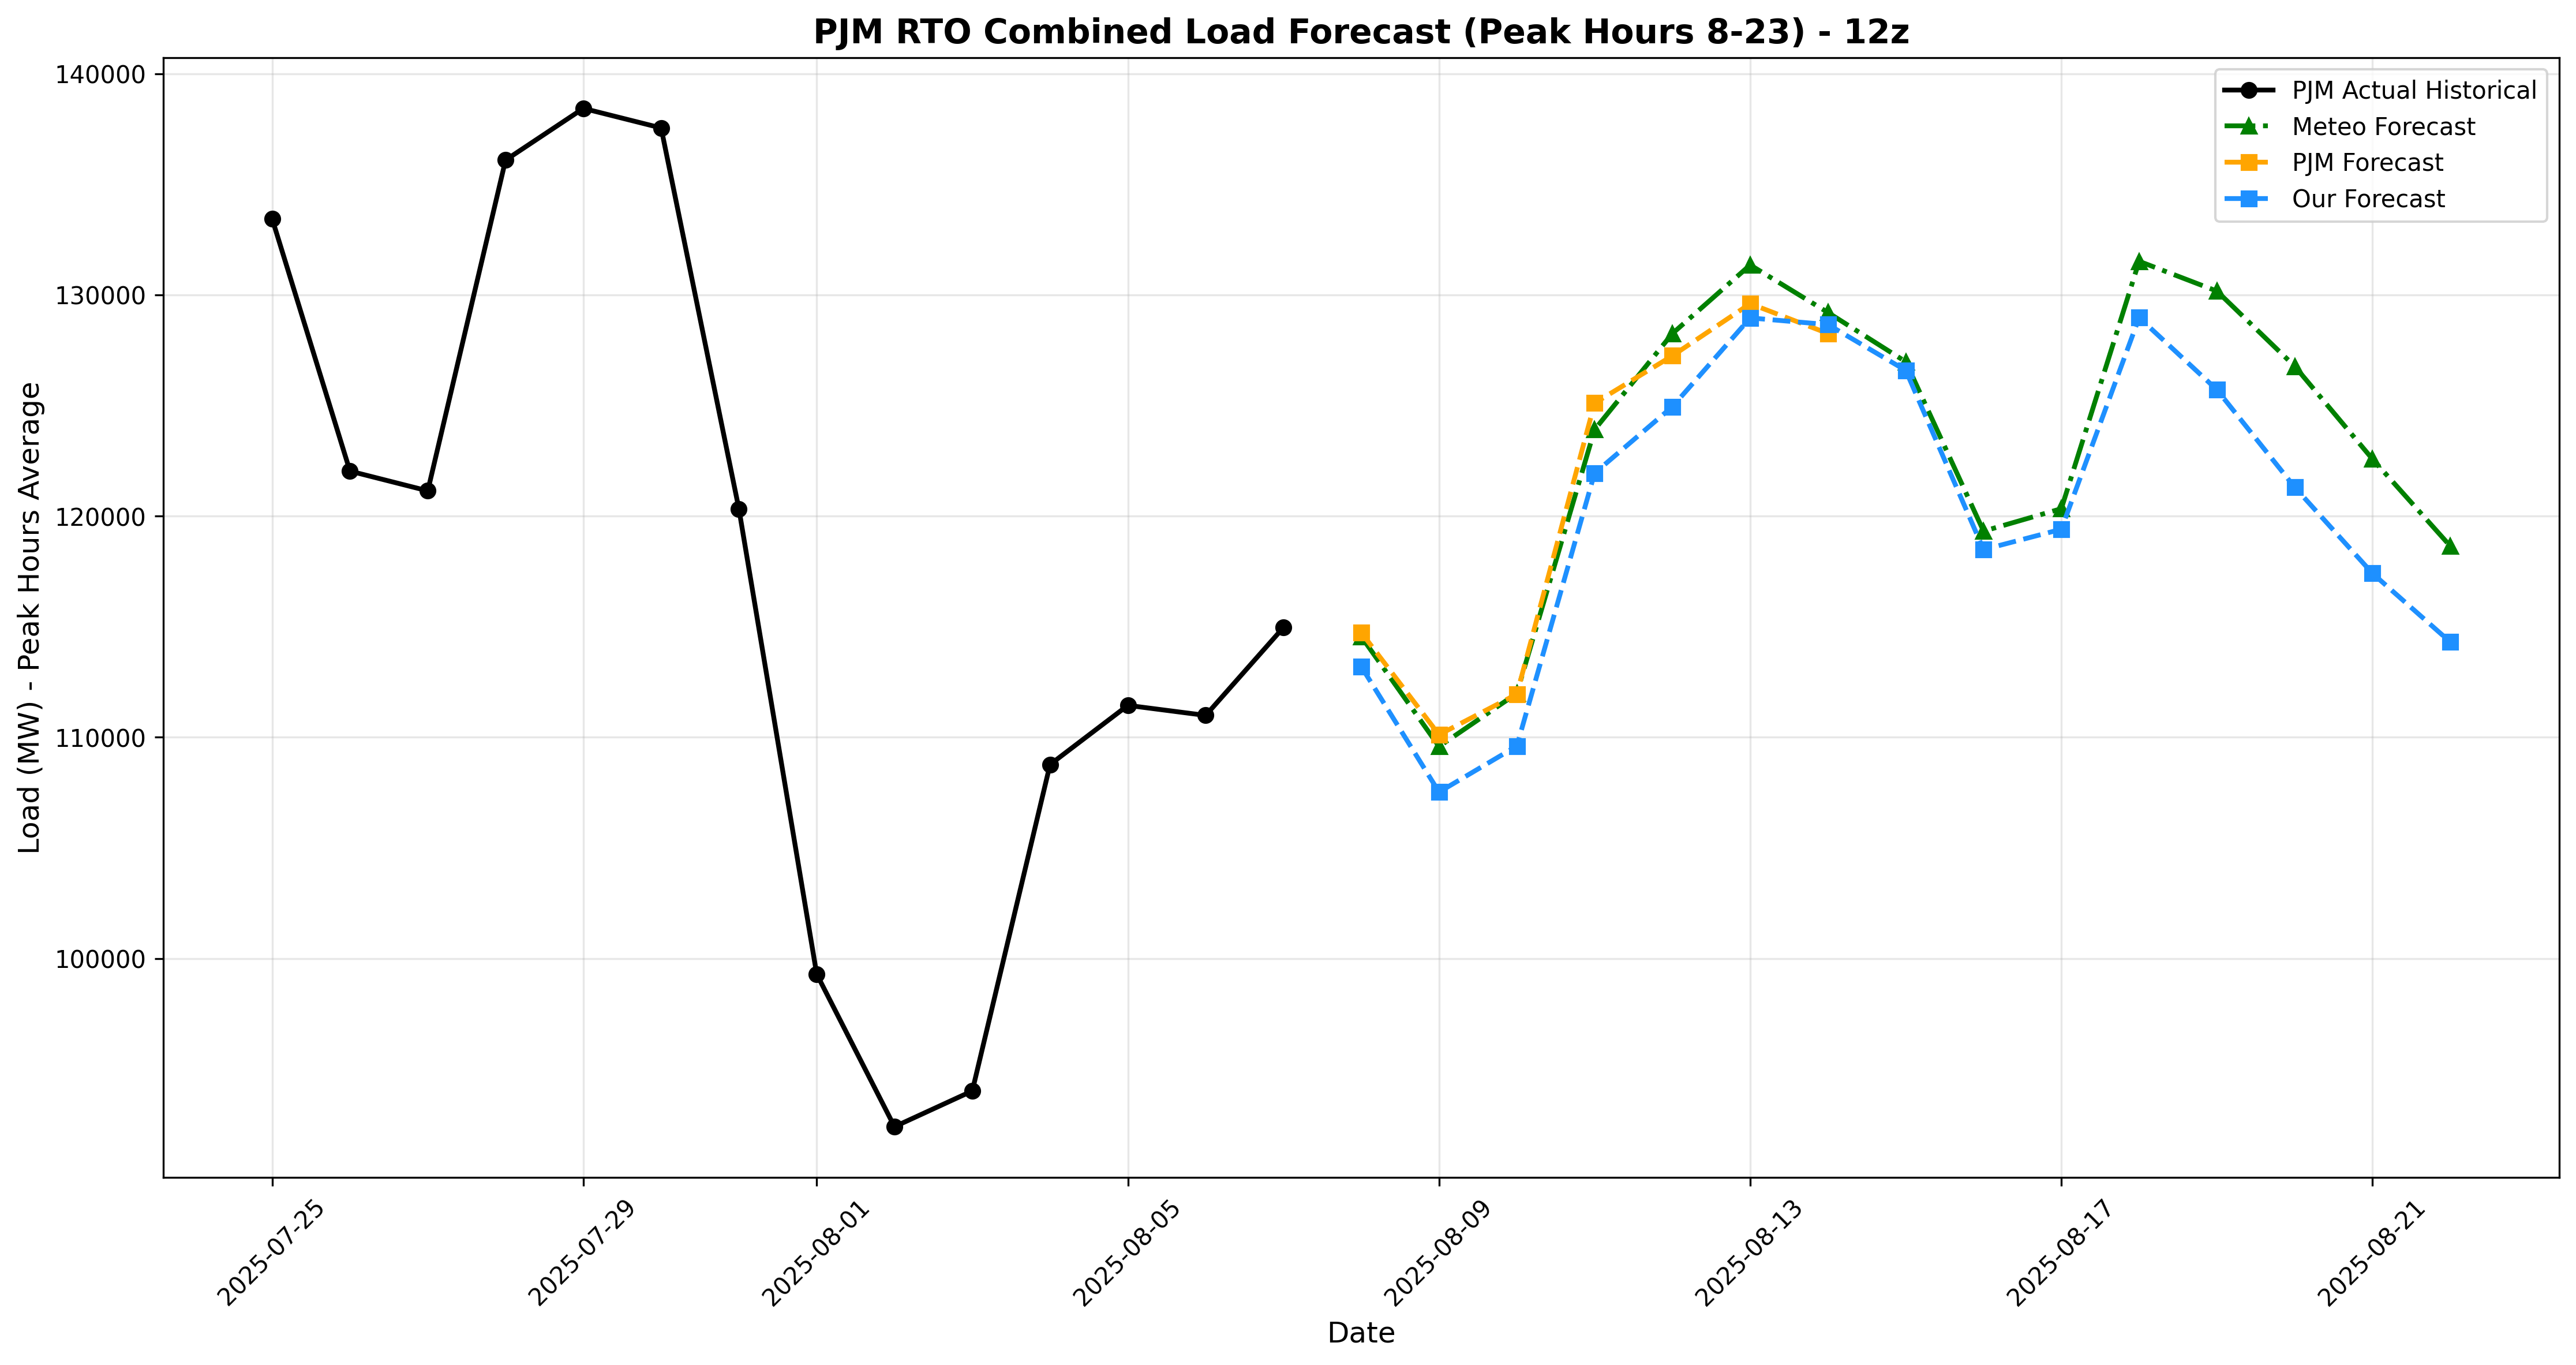 PJM RTO Combined Load Forecast (Peak Hours 8-23) - 12z
PJM Actual Historical
Meteo Forecast
PJM Forecast
Our Forecast
Load (MW) - Peak Hours Average
140000
130000
120000
110000
100000
2025-07-25
2025-07-29
2025-08-01
2025-08-05
2025-08-09
2025-08-13
2025-08-17
2025-08-21
Date